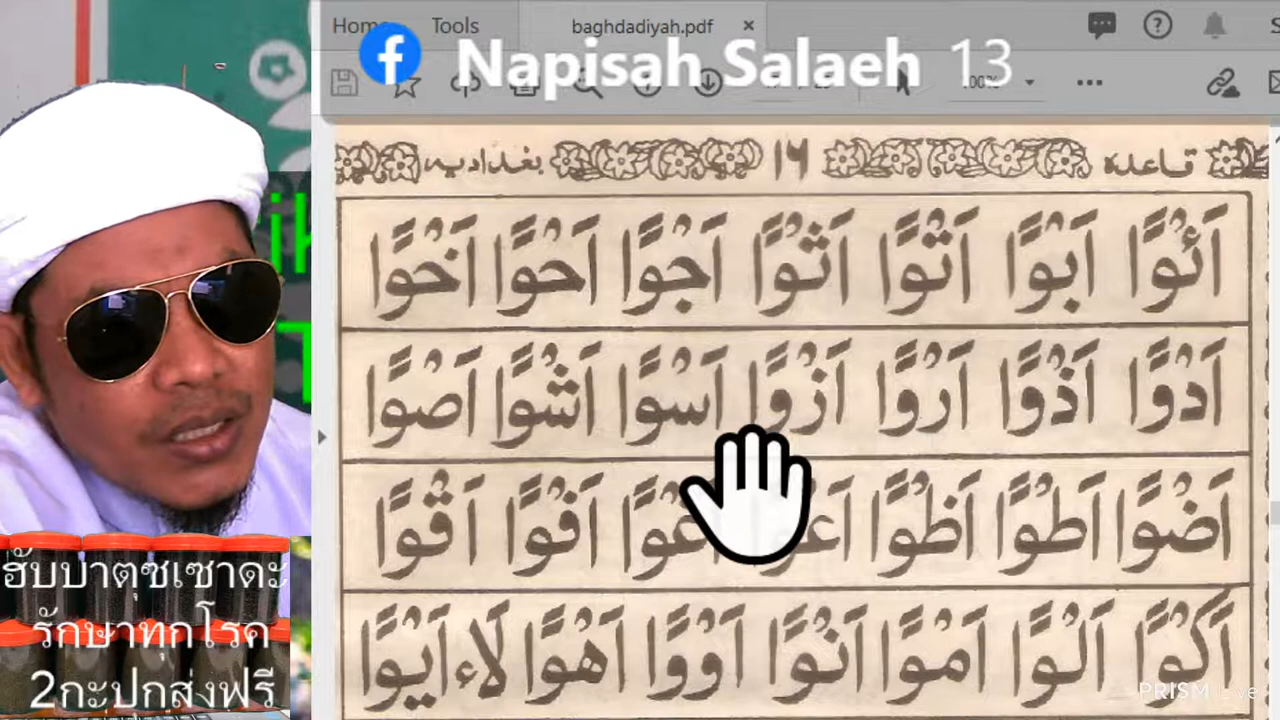 Home Tools baghdadiyah.pdf ×
Napisah Salaeh 13
100%
قاعدة ١٦ بغدادية
اَئْوًا اَبْوًا اَتْوًا اَثْوًا اَجْوًا اَحْوًا اَخْوًا
اَدْوًا اَذْوًا اَرْوًا اَزْوًا اَسْوًا اَشْوًا اَصْوًا
اَضْوًا اَطْوًا اَظْوًا اَفْوًا اَقْوًا
اَكْوًا اَلْوًا اَمْوًا اَنْوًا اَوْوًا اَهْوًا لَاء اَيْوًا
ฮับบาตุซเซาดะ
รักษาทุกโรค
2กะปุกส่งฟรี
PRISM Live